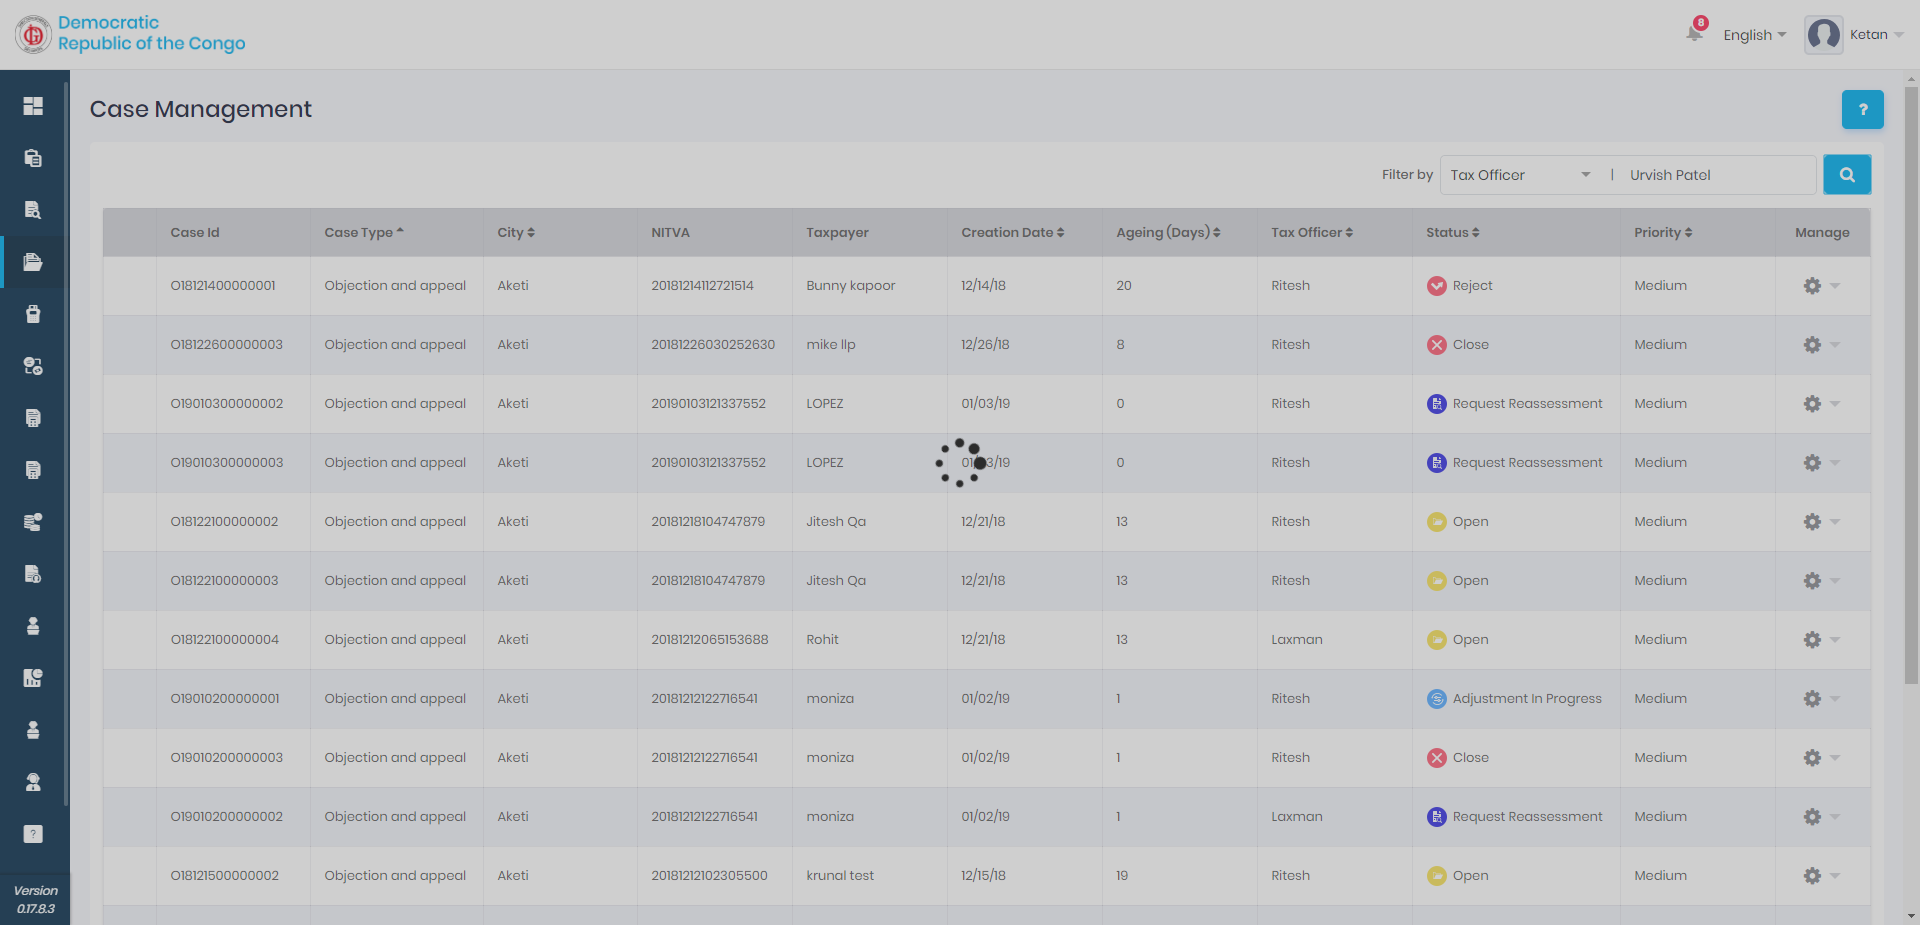 Democratic
Republic of the Congo
8
English
Ketan
Case Management
?
Filter by Tax Officer | Urvish Patel
Case Id Case Type City NITVA Taxpayer Creation Date Ageing (Days) Tax Officer Status Priority Manage
O18121400000001 Objection and appeal Aketi 20181214112721514 Bunny kapoor 12/14/18 20 Ritesh Reject Medium
O18122600000003 Objection and appeal Aketi 20181226030252630 mike llp 12/26/18 8 Ritesh Close Medium
O19010300000002 Objection and appeal Aketi 20190103121337552 LOPEZ 01/03/19 0 Ritesh Request Reassessment Medium
O19010300000003 Objection and appeal Aketi 20190103121337552 LOPEZ 01/03/19 0 Ritesh Request Reassessment Medium
O18122100000002 Objection and appeal Aketi 20181218104747879 Jitesh Qa 12/21/18 13 Ritesh Open Medium
O18122100000003 Objection and appeal Aketi 20181218104747879 Jitesh Qa 12/21/18 13 Ritesh Open Medium
O18122100000004 Objection and appeal Aketi 20181212065153688 Rohit 12/21/18 13 Laxman Open Medium
O19010200000001 Objection and appeal Aketi 20181212122716541 moniza 01/02/19 1 Ritesh Adjustment In Progress Medium
O19010200000003 Objection and appeal Aketi 20181212122716541 moniza 01/02/19 1 Ritesh Close Medium
O19010200000002 Objection and appeal Aketi 20181212122716541 moniza 01/02/19 1 Laxman Request Reassessment Medium
O18121500000002 Objection and appeal Aketi 20181212102305500 krunal test 12/15/18 19 Ritesh Open Medium
Version
0.17.8.3